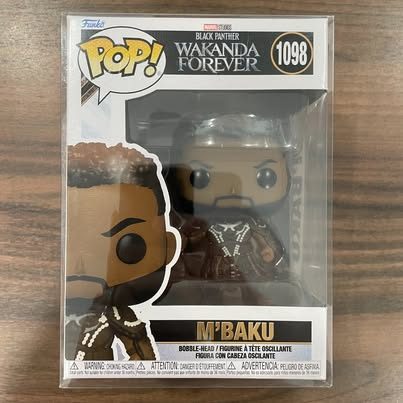 Funko
POP!
MARVEL STUDIOS
BLACK PANTHER
WAKANDA
FOREVER
1098
M'BAKU
BOBBLE-HEAD / FIGURINE À TÊTE OSCILLANTE
FIGURA CON CABEZA OSCILANTE
WARNING: CHOKING HAZARD. ATTENTION: DANGER D'ÉTOUFFEMENT. ADVERTENCIA: PELIGRO DE ASFIXIA.